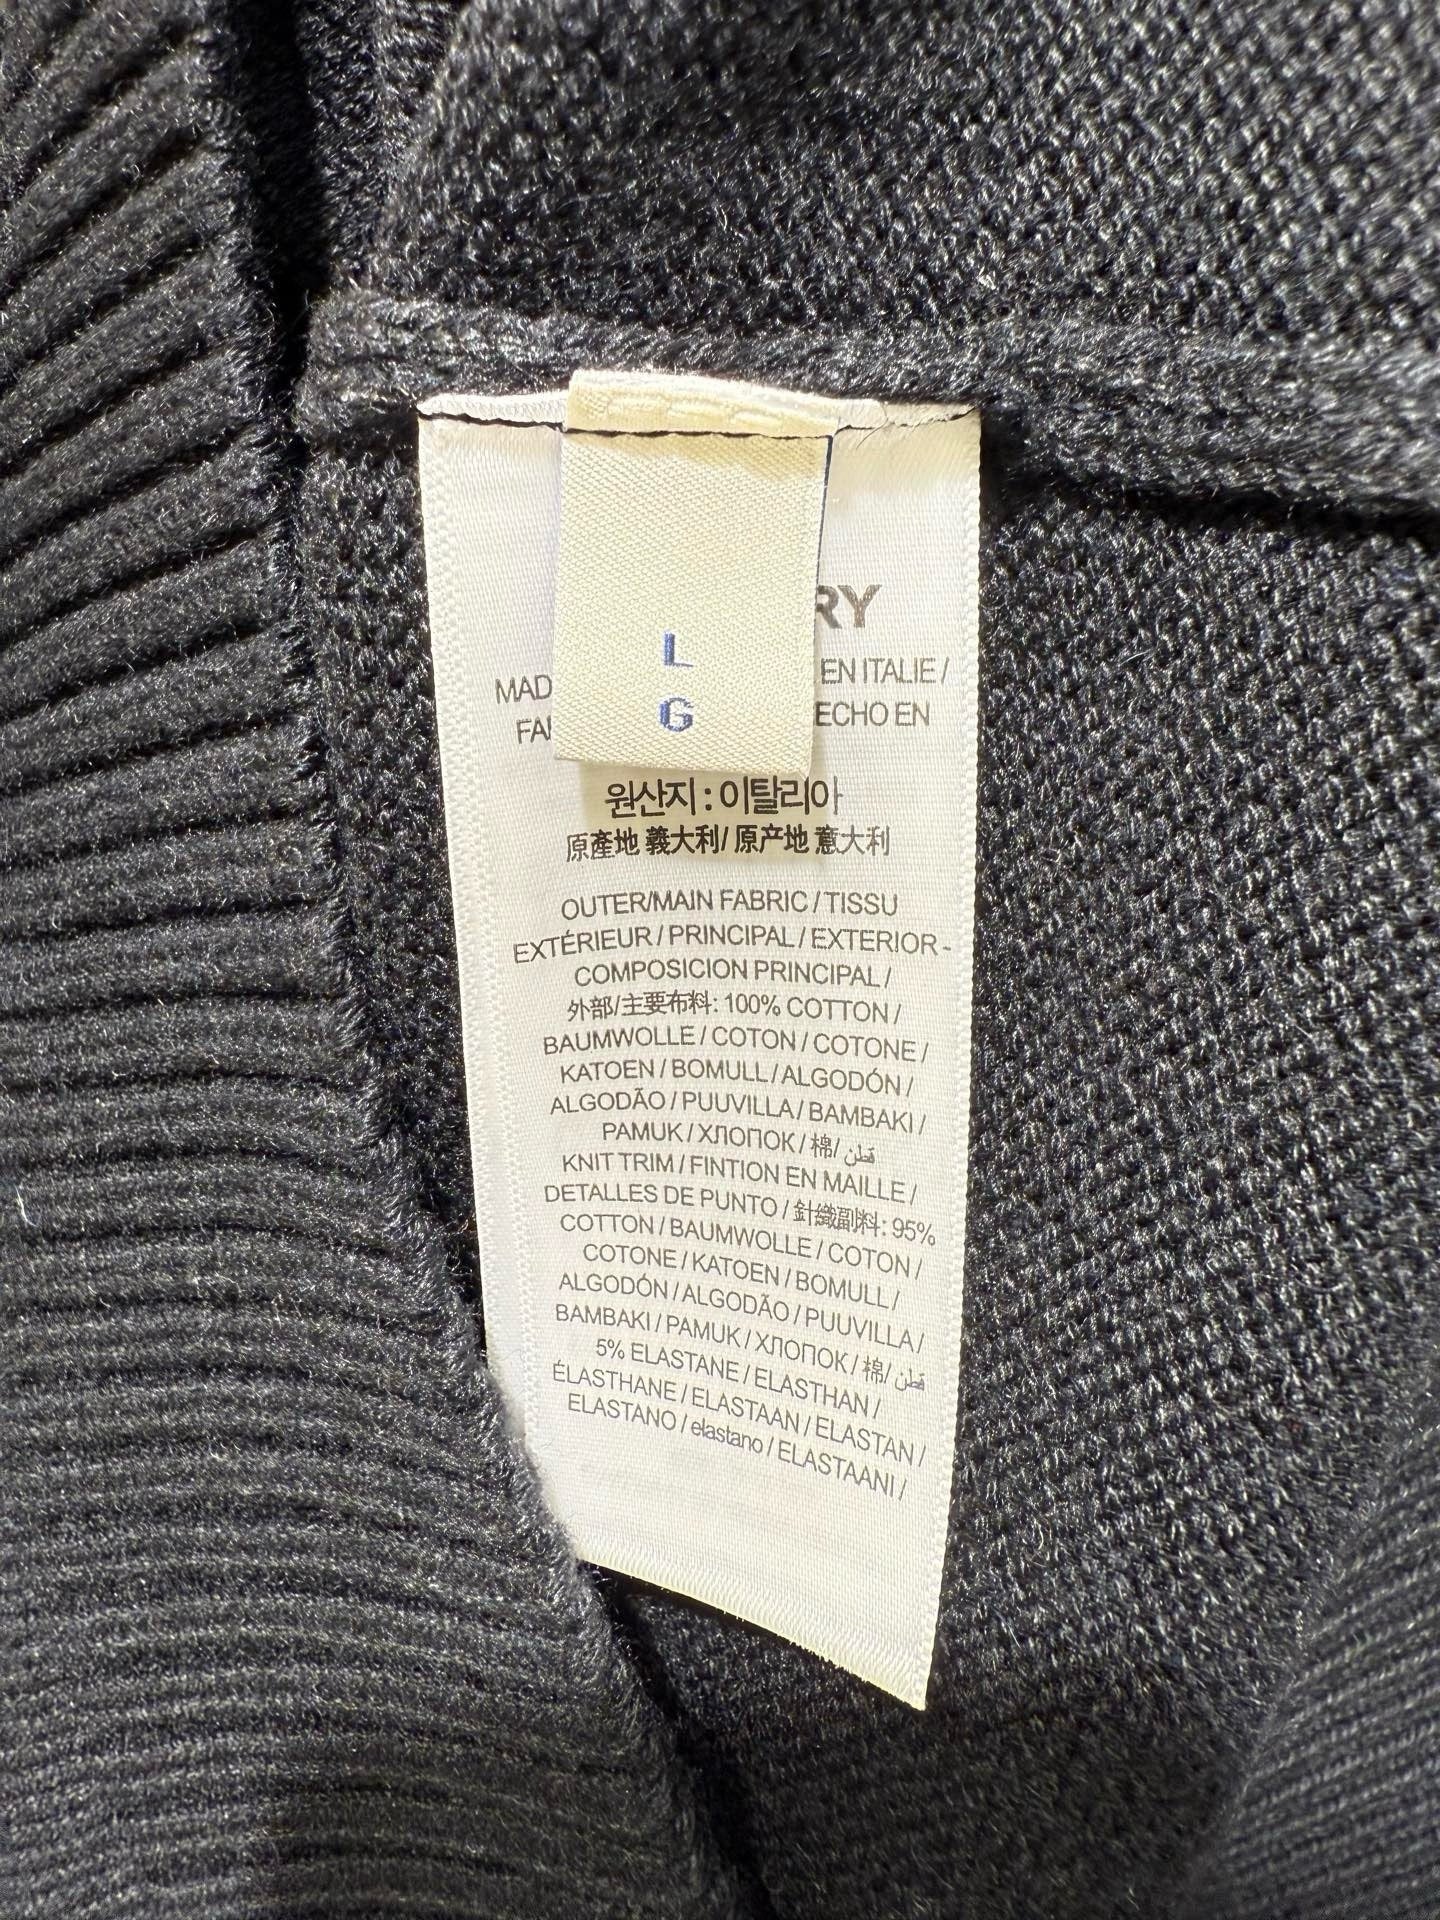 L
G
RY
MAD EN ITALIE /
FA ECHO EN
원산지 : 이탈리아
原產地 義大利/ 原产地 意大利
OUTER/MAIN FABRIC / TISSU
EXTÉRIEUR / PRINCIPAL / EXTERIOR -
COMPOSICION PRINCIPAL /
外部/主要布料: 100% COTTON /
BAUMWOLLE / COTON / COTONE /
KATOEN / BOMULL / ALGODÓN /
ALGODÃO / PUUVILLA / BAMBAKI /
PAMUK / ХЛОПОК / 棉/ قطن
KNIT TRIM / FINTION EN MAILLE /
DETALLES DE PUNTO / 針織副料: 95%
COTTON / BAUMWOLLE / COTON /
COTONE / KATOEN / BOMULL /
ALGODÓN / ALGODÃO / PUUVILLA /
BAMBAKI / PAMUK / ХЛОПОК / 棉/ قطن
5% ELASTANE / ELASTHAN /
ÉLASTHANE / ELASTAAN / ELASTAN /
ELASTANO / elastano / ELASTAANI /